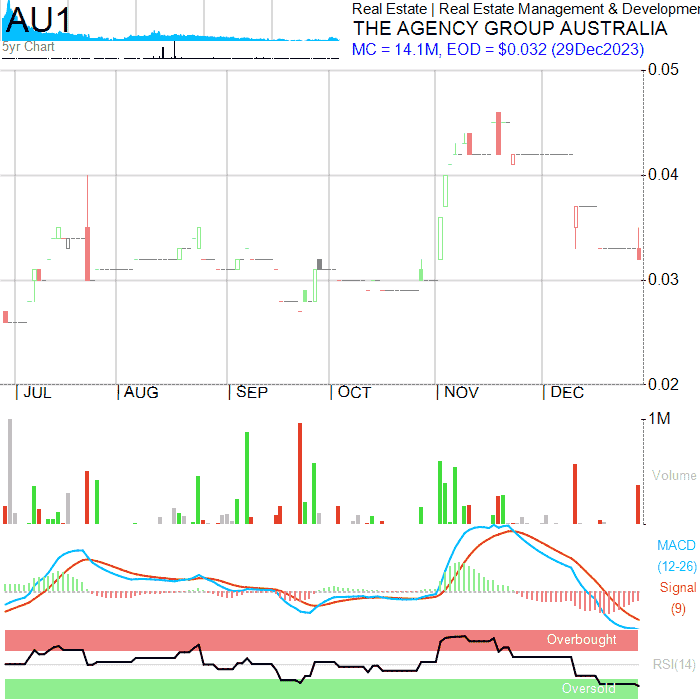 AU1
5yr Chart
Real Estate | Real Estate Management & Developmen
THE AGENCY GROUP AUSTRALIA
MC = 14.1M, EOD = $0.032 (29Dec2023)
0.05
0.04
0.03
0.02
JUL AUG SEP OCT NOV DEC
1M
Volume
MACD
(12-26)
Signal
(9)
Overbought
RSI(14)
Oversold